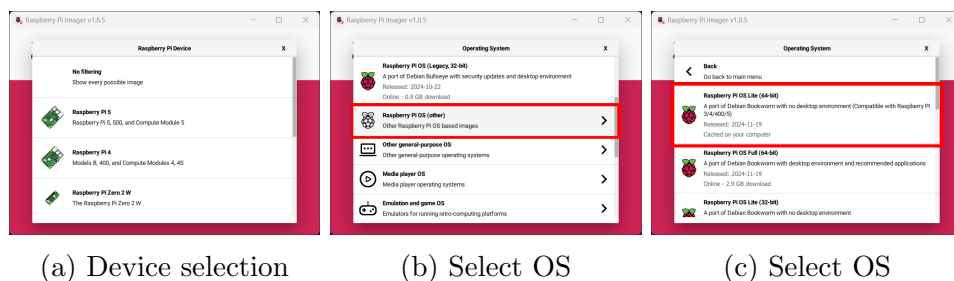 Raspberry Pi Imager v1.8.5
Raspberry Pi Device
X
No filtering
Show every possible image
Raspberry Pi 5
Raspberry Pi 5, 500, and Compute Module 5
Raspberry Pi 4
Models B, 400, and Compute Modules 4, 4S
Raspberry Pi Zero 2 W
The Raspberry Pi Zero 2 W
(a) Device selection
Raspberry Pi Imager v1.8.5
Operating System
X
Raspberry Pi OS (Legacy, 32-bit)
A port of Debian Bullseye with security updates and desktop environment
Released: 2024-10-22
Online - 0.9 GB download
Raspberry Pi OS (other)
Other Raspberry Pi OS based images
Other general-purpose OS
Other general-purpose operating systems
Media player OS
Media player operating systems
Emulation and game OS
Emulators for running retro-computing platforms
(b) Select OS
Raspberry Pi Imager v1.8.5
Operating System
X
Back
Go back to main menu
Raspberry Pi OS Lite (64-bit)
A port of Debian Bookworm with no desktop environment (Compatible with Raspberry Pi
3/4/400/5)
Released: 2024-11-19
Cached on your computer
Raspberry Pi OS Full (64-bit)
A port of Debian Bookworm with desktop environment and recommended applications
Released: 2024-11-19
Online - 2.9 GB download
Raspberry Pi OS Lite (32-bit)
A port of Debian Bookworm with no desktop environment
(c) Select OS